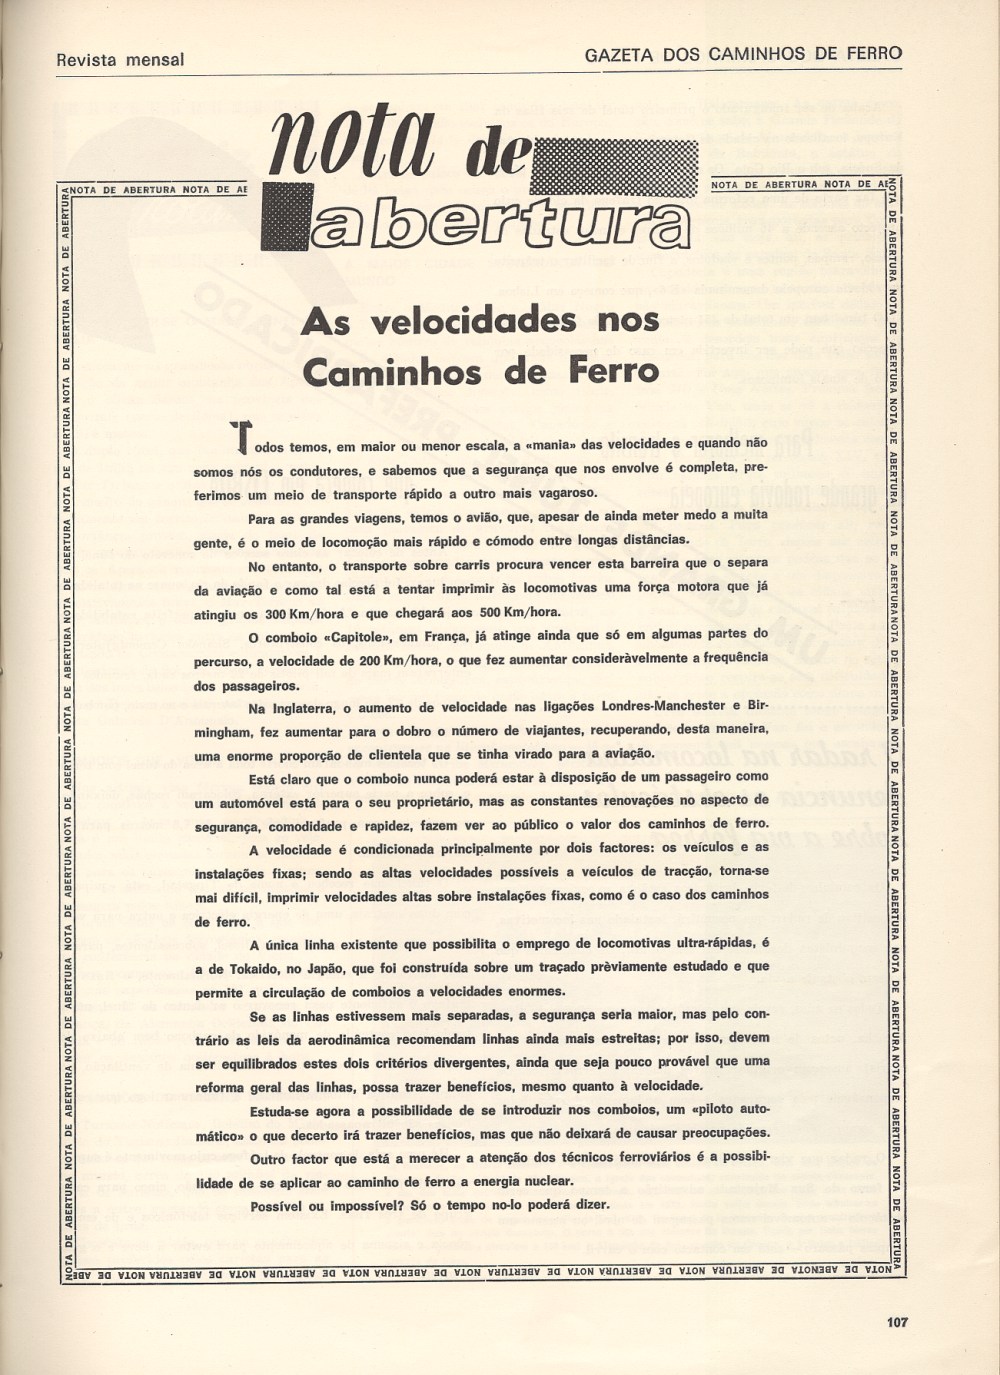 Revista mensal
GAZETA DOS CAMINHOS DE FERRO
nota de
abertura
NOTA DE ABERTURA NOTA DE AB
NOTA DE ABERTURA NOTA DE AB
As velocidades nos
Caminhos de Ferro
Todos temos, em maior ou menor escala, a «mania» das velocidades e quando não
somos nós os condutores, e sabemos que a segurança que nos envolve é completa, pre-
ferimos um meio de transporte rápido a outro mais vagaroso.
Para as grandes viagens, temos o avião, que, apesar de ainda meter medo a muita
gente, é o meio de locomoção mais rápido e cómodo entre longas distâncias.
No entanto, o transporte sobre carris procura vencer esta barreira que o separa
da aviação e como tal está a tentar imprimir às locomotivas uma força motora que já
atingiu os 300 Km/hora e que chegará aos 500 Km/hora.
O comboio «Capitole», em França, já atinge ainda que só em algumas partes do
percurso, a velocidade de 200 Km/hora, o que fez aumentar consideràvelmente a frequência
dos passageiros.
Na Inglaterra, o aumento de velocidade nas ligações Londres-Manchester e Bir-
mingham, fez aumentar para o dobro o número de viajantes, recuperando, desta maneira,
uma enorme proporção de clientela que se tinha virado para a aviação.
Está claro que o comboio nunca poderá estar à disposição de um passageiro como
um automóvel está para o seu proprietário, mas as constantes renovações no aspecto de
segurança, comodidade e rapidez, fazem ver ao público o valor dos caminhos de ferro.
A velocidade é condicionada principalmente por dois factores: os veículos e as
instalações fixas; sendo as altas velocidades possíveis a veículos de tracção, torna-se
mai difícil, imprimir velocidades altas sobre instalações fixas, como é o caso dos caminhos
de ferro.
A única linha existente que possibilita o emprego de locomotivas ultra-rápidas, é
a de Tokaido, no Japão, que foi construída sobre um traçado prèviamente estudado e que
permite a circulação de comboios a velocidades enormes.
Se as linhas estivessem mais separadas, a segurança seria maior, mas pelo con-
trário as leis da aerodinâmica recomendam linhas ainda mais estreitas; por isso, devem
ser equilibrados estes dois critérios divergentes, ainda que seja pouco provável que uma
reforma geral das linhas, possa trazer benefícios, mesmo quanto à velocidade.
Estuda-se agora a possibilidade de se introduzir nos comboios, um «piloto auto-
mático» o que decerto irá trazer benefícios, mas que não deixará de causar preocupações.
Outro factor que está a merecer a atenção dos técnicos ferroviários é a possibi-
lidade de se aplicar ao caminho de ferro a energia nuclear.
Possível ou impossível? Só o tempo no-lo poderá dizer.
107